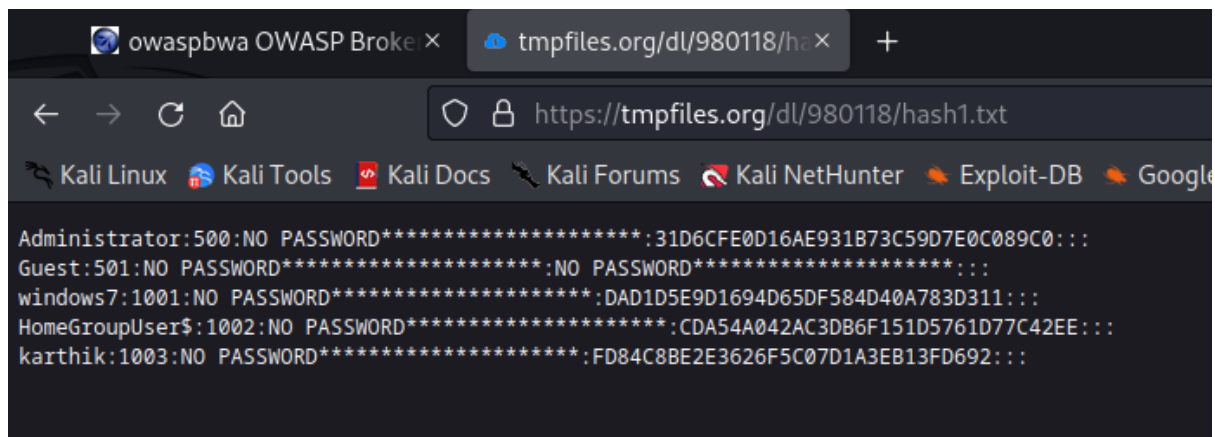 owaspbwa OWASP Broke
tmpfiles.org/dl/980118/ha
https://tmpfiles.org/dl/980118/hash1.txt
Kali Linux Kali Tools Kali Docs Kali Forums Kali NetHunter Exploit-DB Google
Administrator:500:NO PASSWORD*********************:31D6CFE0D16AE931B73C59D7E0C089C0:::
Guest:501:NO PASSWORD*********************:NO PASSWORD*********************:::
windows7:1001:NO PASSWORD*********************:DAD1D5E9D1694D65DF584D40A783D311:::
HomeGroupUser$:1002:NO PASSWORD*********************:CDA54A042AC3DB6F151D5761D77C42EE:::
karthik:1003:NO PASSWORD*********************:FD84C8BE2E3626F5C07D1A3EB13FD692:::